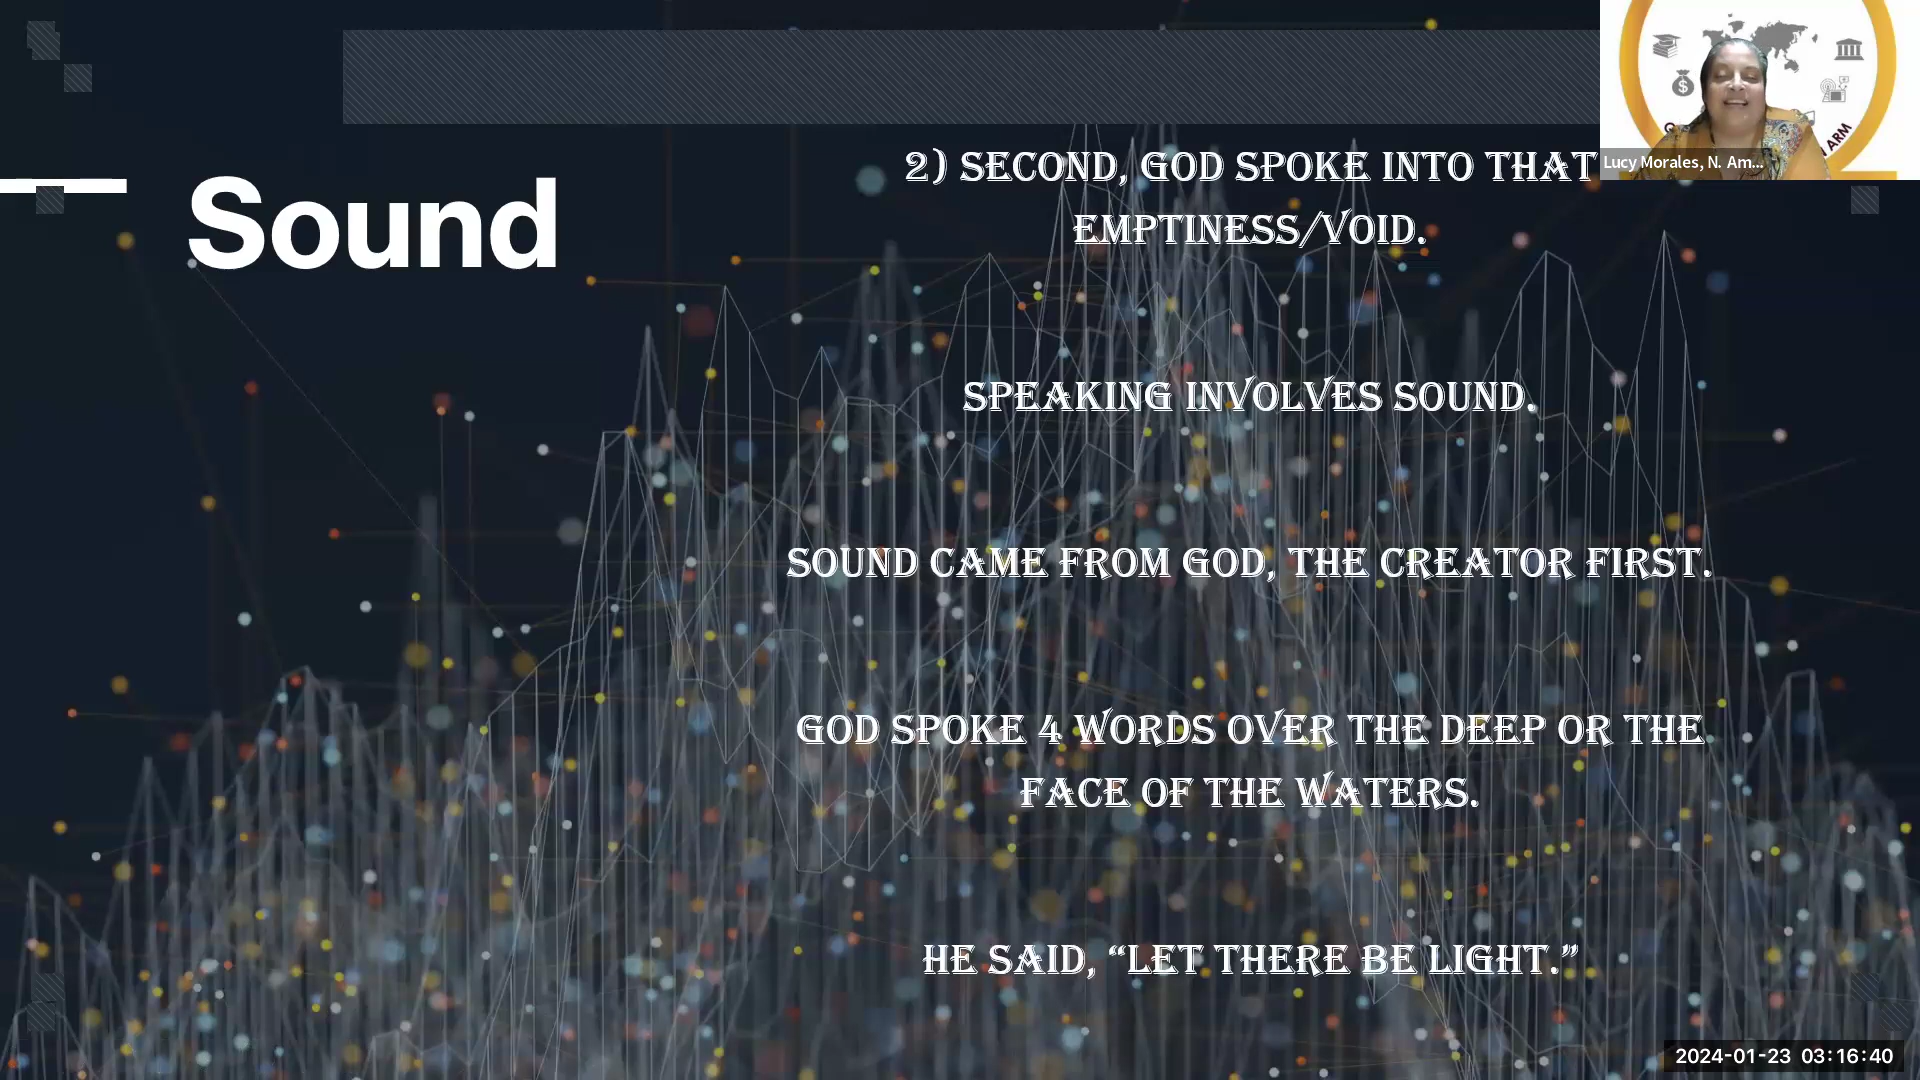 Sound
2) SECOND, GOD SPOKE INTO THAT
EMPTINESS/VOID.
SPEAKING INVOLVES SOUND.
SOUND CAME FROM GOD, THE CREATOR FIRST.
GOD SPOKE 4 WORDS OVER THE DEEP OR THE
FACE OF THE WATERS.
HE SAID, “LET THERE BE LIGHT.”
ARM
Lucy Morales, N. Am...
2024-01-23 03:16:40